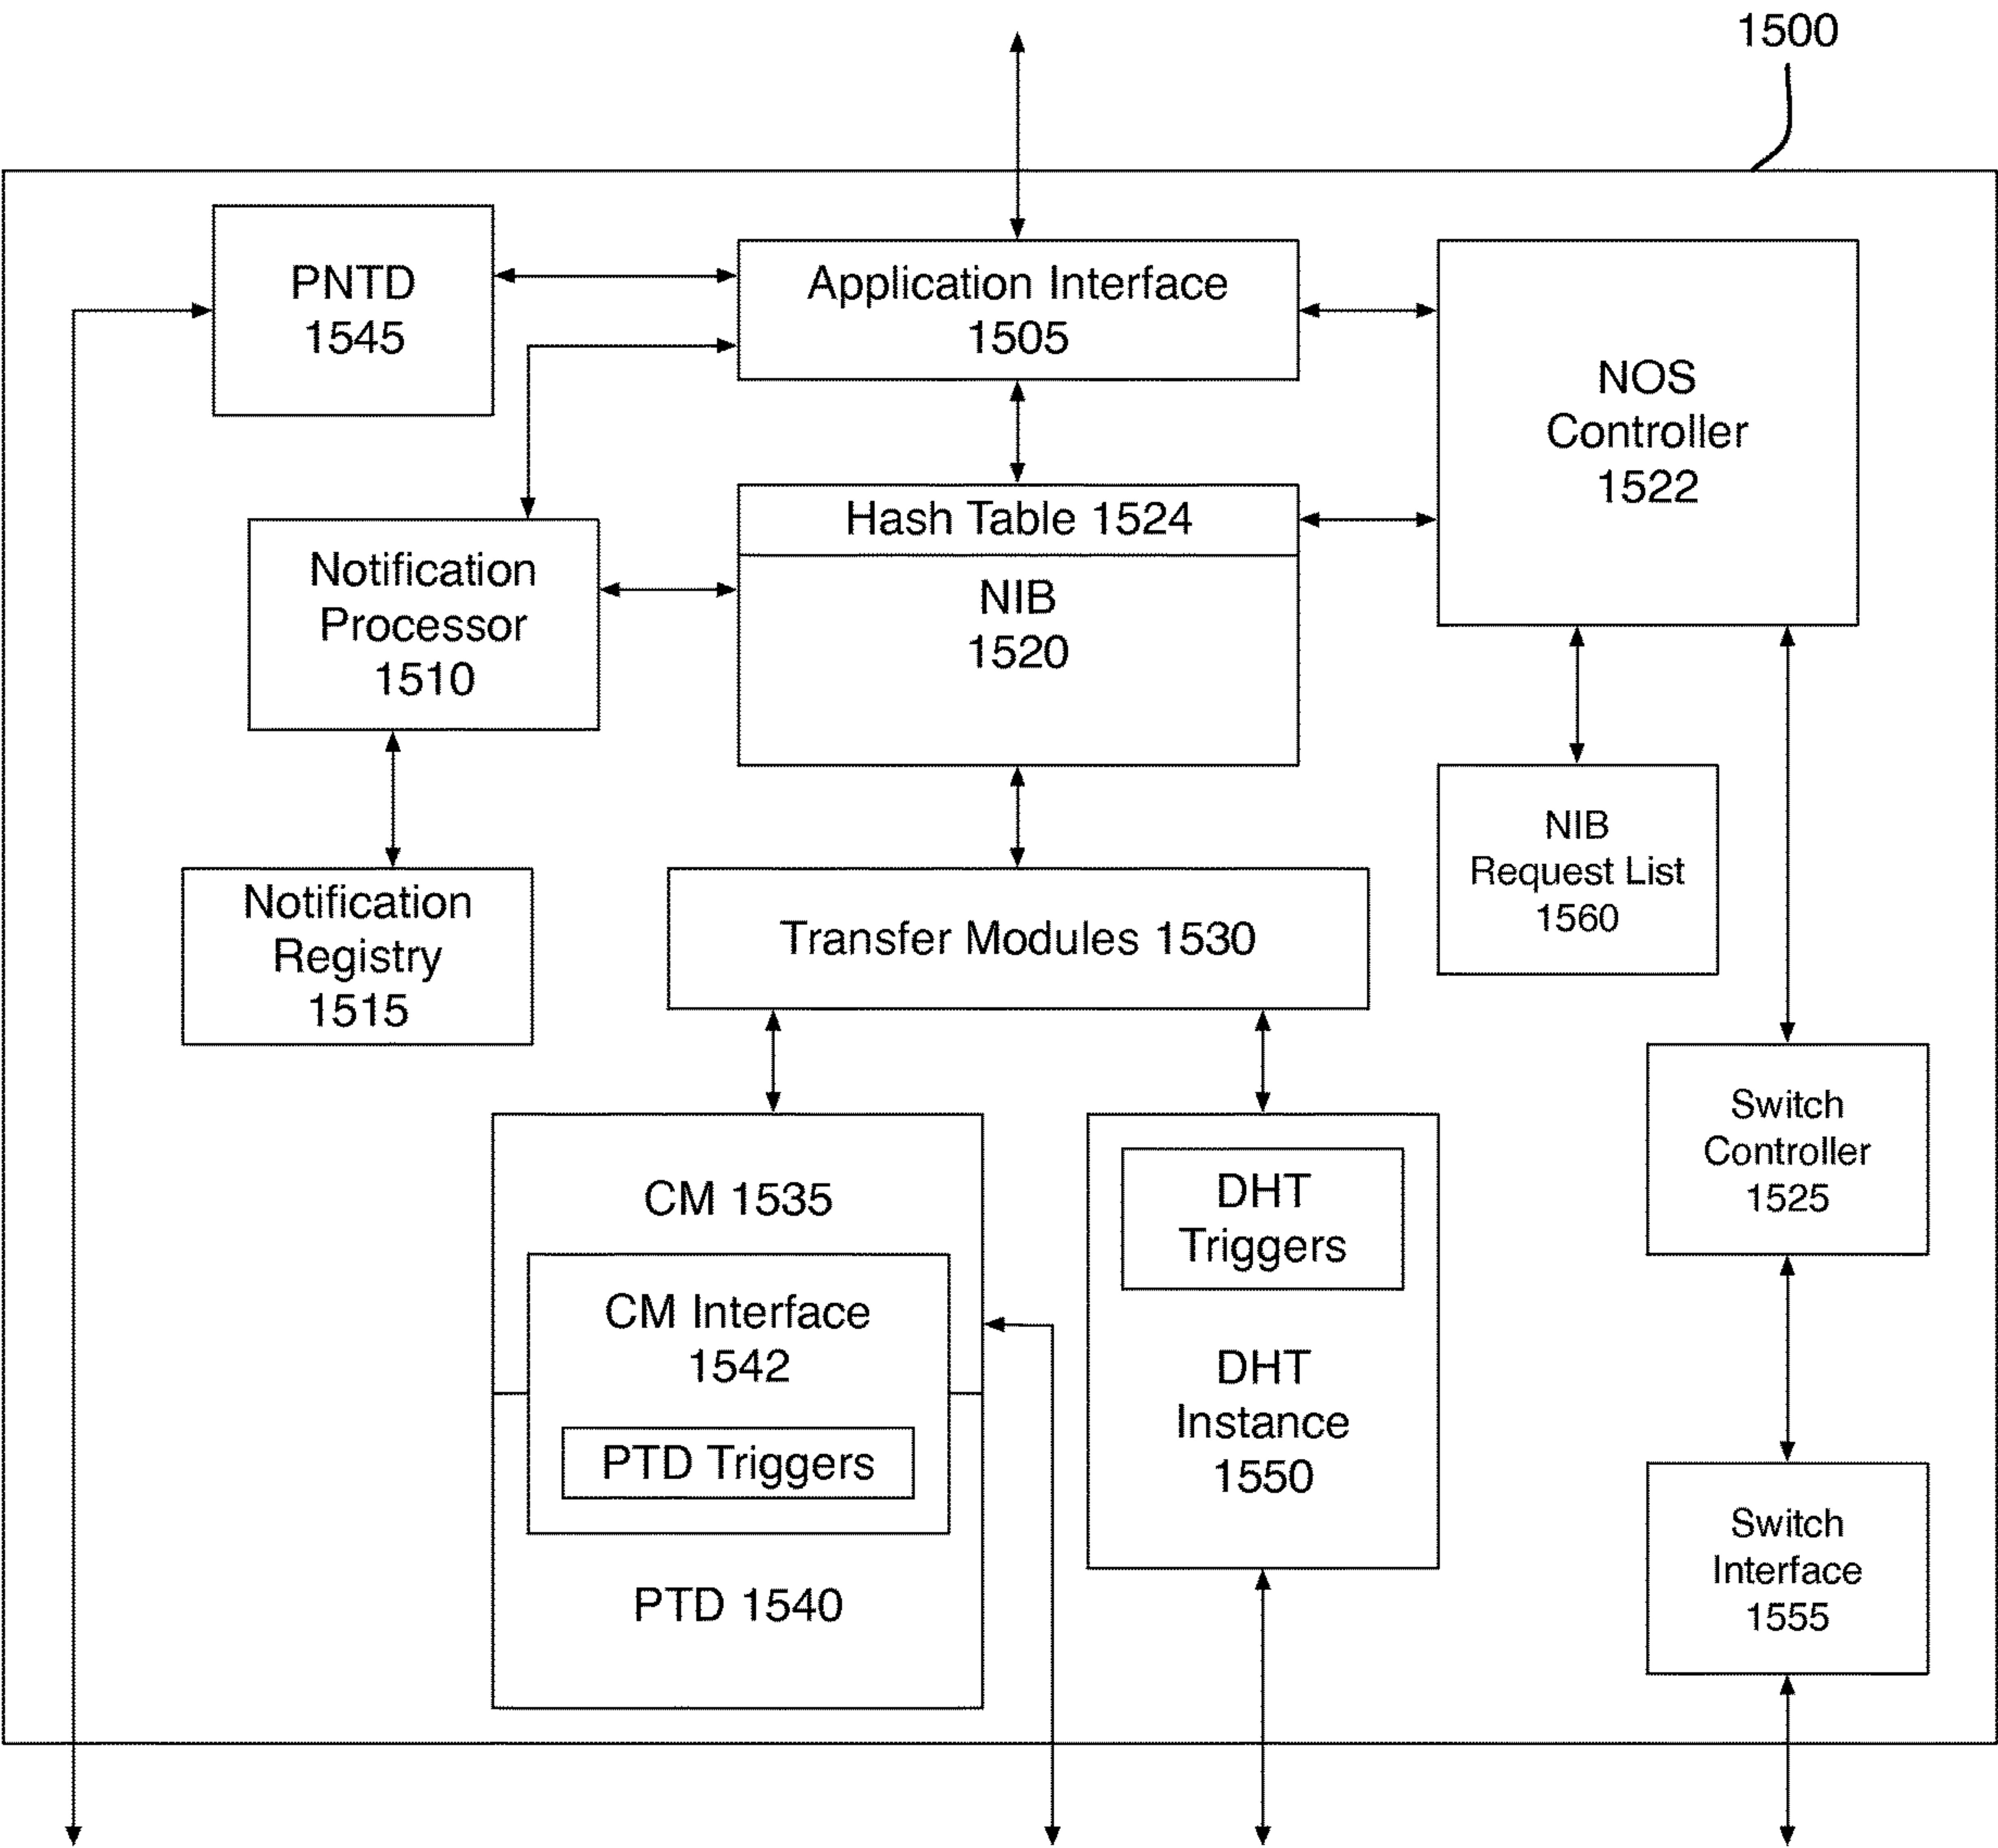 1500
PNTD
1545
Application Interface
1505
NOS
Controller
1522
Hash Table 1524
NIB
1520
Notification
Processor
1510
NIB
Request List
1560
Notification
Registry
1515
Transfer Modules 1530
Switch
Controller
1525
CM 1535
CM Interface
1542
PTD Triggers
PTD 1540
DHT
Triggers
DHT
Instance
1550
Switch
Interface
1555